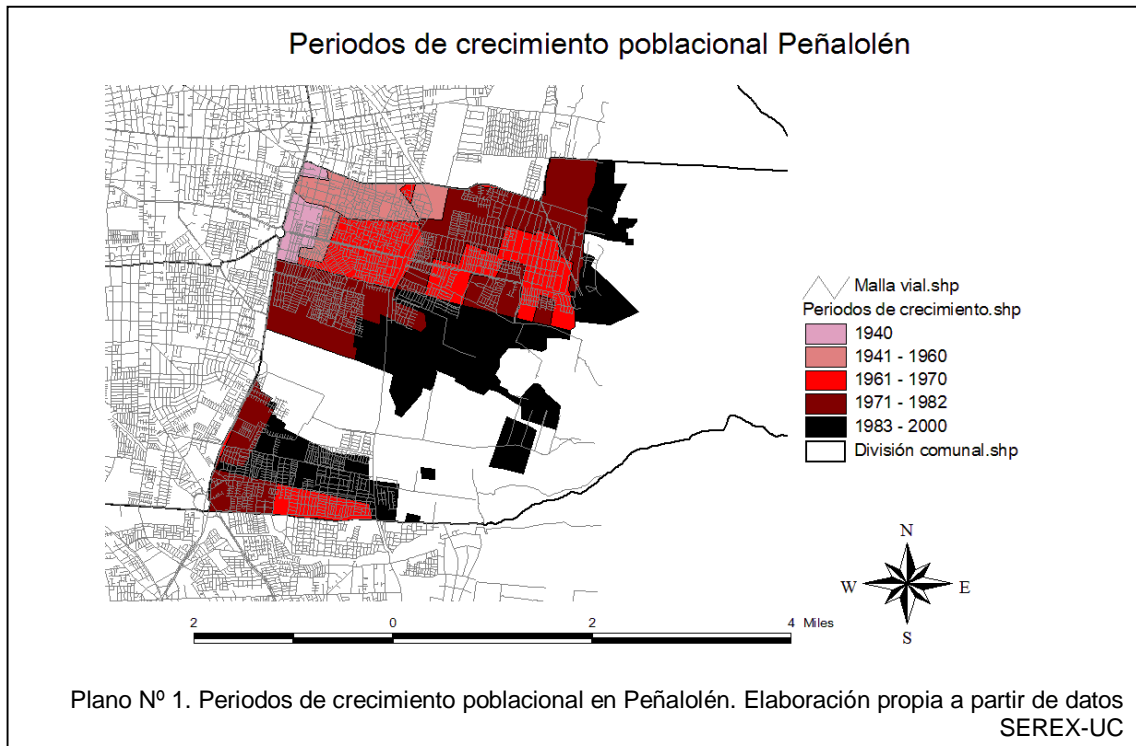 Periodos de crecimiento poblacional Peñalolén
Malla vial.shp
Periodos de crecimiento.shp
1940
1941 - 1960
1961 - 1970
1971 - 1982
1983 - 2000
División comunal.shp
N
W E
S
2 0 2 4 Miles
Plano Nº 1. Periodos de crecimiento poblacional en Peñalolén. Elaboración propia a partir de datos
SEREX-UC